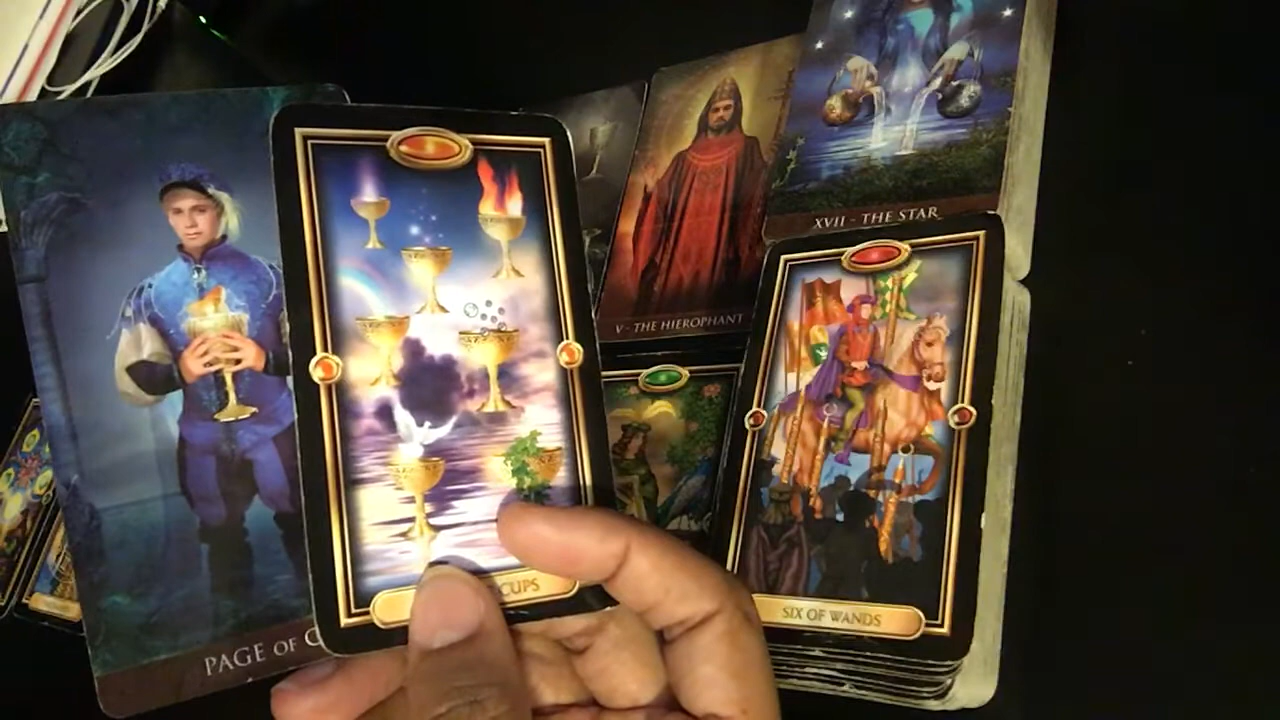 XVII - THE STAR
V - THE HIEROPHANT
CUPS
SIX OF WANDS
PAGE OF